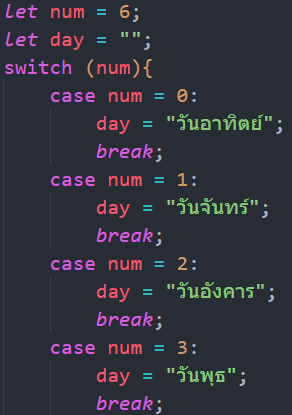 let num = 6;
let day = "";
switch (num){
    case num = 0:
        day = "วันอาทิตย์";
        break;
    case num = 1:
        day = "วันจันทร์";
        break;
    case num = 2:
        day = "วันอังคาร";
        break;
    case num = 3:
        day = "วันพุธ";
        break;